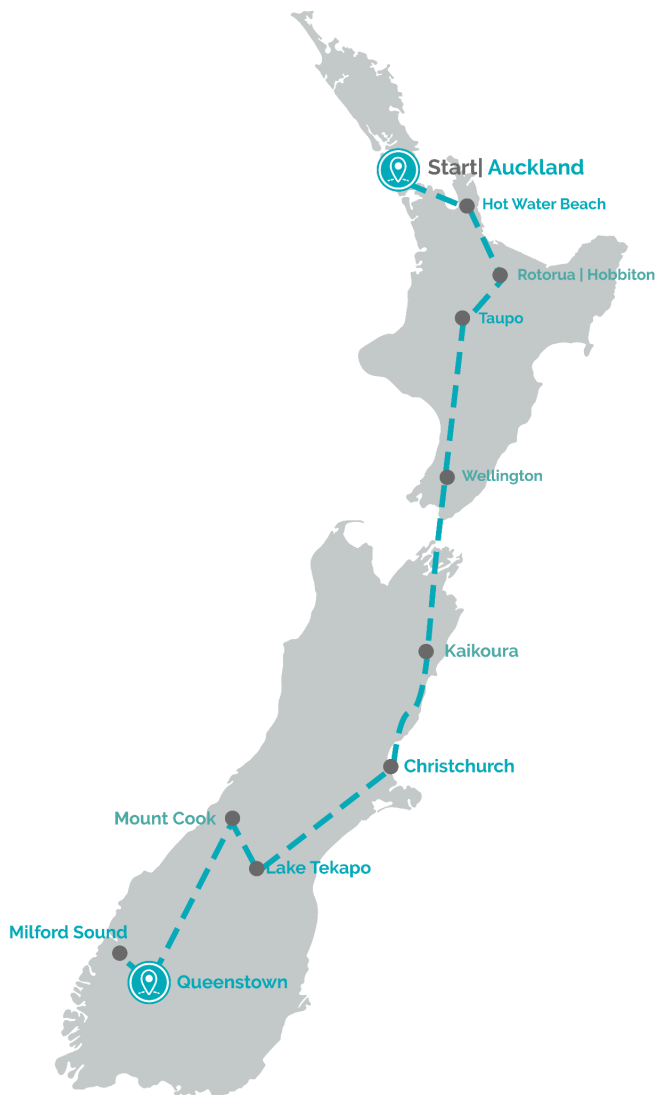 Start| Auckland
Hot Water Beach
Rotorua | Hobbiton
Taupo
Wellington
Kaikoura
Christchurch
Mount Cook
Lake Tekapo
Milford Sound
Queenstown